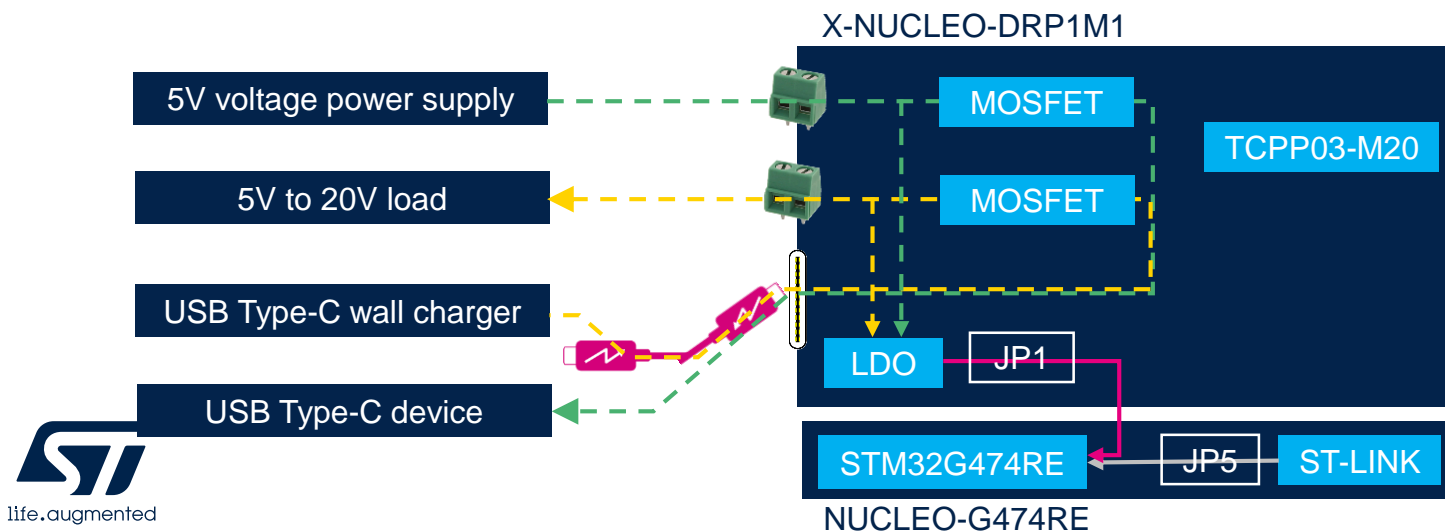 X-NUCLEO-DRP1M1
5V voltage power supply
MOSFET
TCPP03-M20
5V to 20V load
MOSFET
USB Type-C wall charger
LDO
JP1
USB Type-C device
STM32G474RE
JP5
ST-LINK
NUCLEO-G474RE
ST
life.augmented